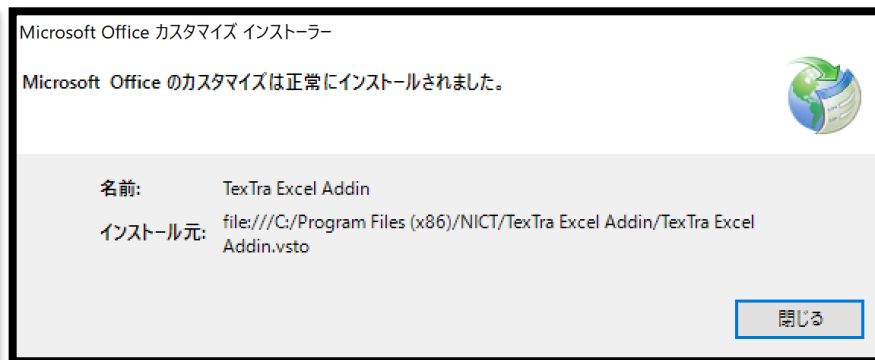 Microsoft Office カスタマイズ インストーラー
Microsoft Office のカスタマイズは正常にインストールされました。
名前: TexTra Excel Addin
インストール元: file:///C:/Program Files (x86)/NICT/TexTra Excel Addin/TexTra Excel
Addin.vsto
閉じる